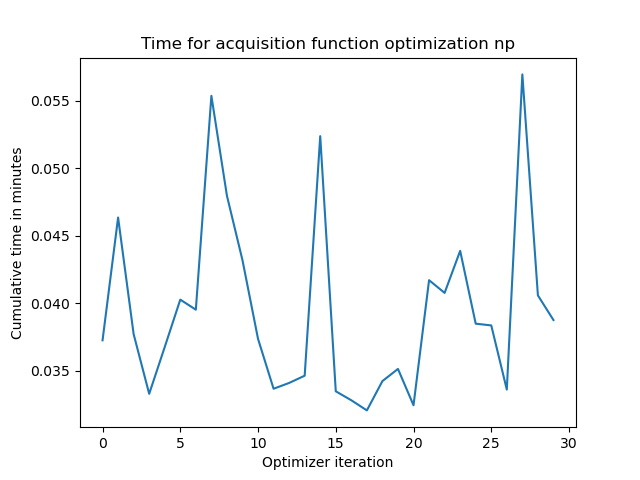 Time for acquisition function optimization np
Cumulative time in minutes
0.055
0.050
0.045
0.040
0.035
0 5 10 15 20 25 30
Optimizer iteration